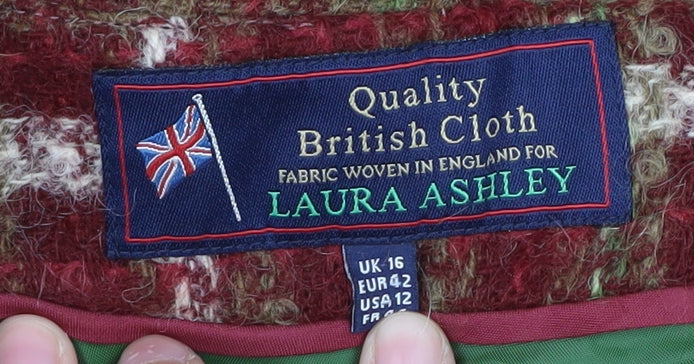 Quality
British Cloth
FABRIC WOVEN IN ENGLAND FOR
LAURA ASHLEY
UK 16
EUR 42
USA 12